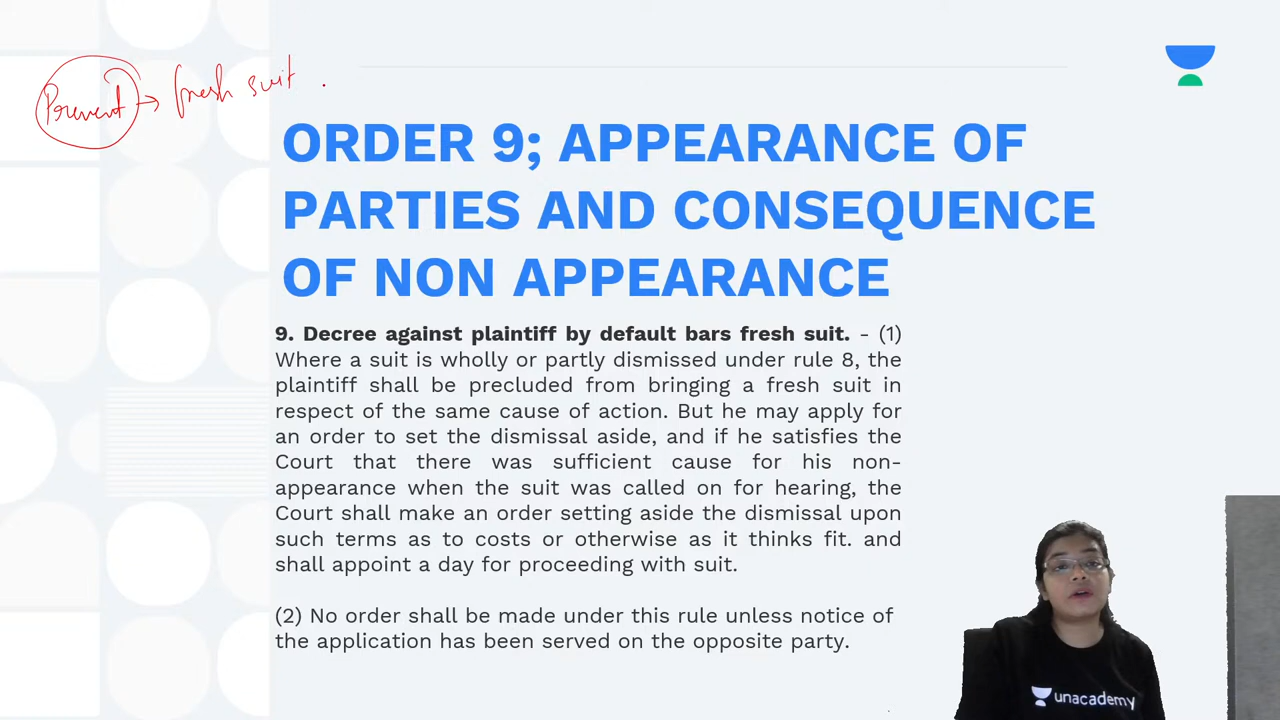 Prevent → fresh suit .
ORDER 9; APPEARANCE OF
PARTIES AND CONSEQUENCE
OF NON APPEARANCE
9. Decree against plaintiff by default bars fresh suit. - (1)
Where a suit is wholly or partly dismissed under rule 8, the
plaintiff shall be precluded from bringing a fresh suit in
respect of the same cause of action. But he may apply for
an order to set the dismissal aside, and if he satisfies the
Court that there was sufficient cause for his non-
appearance when the suit was called on for hearing, the
Court shall make an order setting aside the dismissal upon
such terms as to costs or otherwise as it thinks fit. and
shall appoint a day for proceeding with suit.
(2) No order shall be made under this rule unless notice of
the application has been served on the opposite party.
unacademy